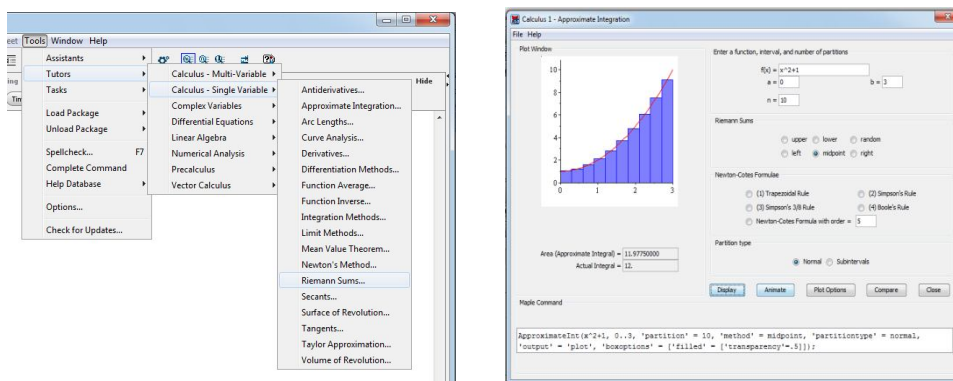 eet Tools Window Help
Assistants
Tutors
Tasks
Load Package
Unload Package
Spellcheck... F7
Complete Command
Help Database
Options...
Check for Updates...
Calculus - Multi-Variable
Calculus - Single Variable
Complex Variables
Differential Equations
Linear Algebra
Numerical Analysis
Precalculus
Vector Calculus
Hide
Antiderivatives...
Approximate Integration...
Arc Lengths...
Curve Analysis...
Derivatives...
Differentiation Methods...
Function Average...
Function Inverse...
Integration Methods...
Limit Methods...
Mean Value Theorem...
Newton's Method...
Riemann Sums...
Secants...
Surface of Revolution...
Tangents...
Taylor Approximation...
Volume of Revolution...
Calculus 1 - Approximate Integration
File Help
Plot Window
10
8
6
4
2
0
0 1 2 3
Area (Approximate Integral) = 11.97750000
Actual Integral = 12.
Enter a function, interval, and number of partitions
f(x) = x^2+1
a = 0 b = 3
n = 10
Riemann Sums
upper lower random
left midpoint right
Newton-Cotes Formulae
(1) Trapezoidal Rule (2) Simpson's Rule
(3) Simpson's 3/8 Rule (4) Boole's Rule
Newton-Cotes Formula with order = 5
Partition type
Normal Subintervals
Display Animate Plot Options Compare Close
Maple Command
ApproximateInt(x^2+1, 0..3, 'partition' = 10, 'method' = midpoint, 'partitiontype' = normal,
'output' = 'plot', 'boxoptions' = ['filled' = ['transparency'=.5]]);